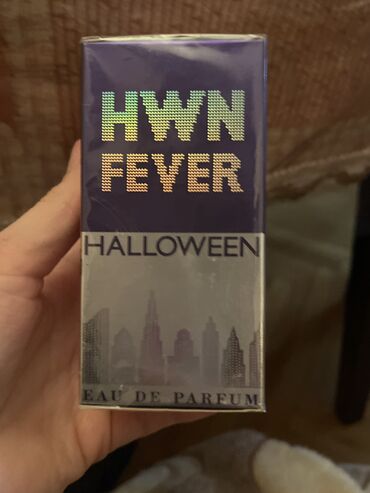 HWN
FEVER
HALLOWEEN
EAU DE PARFUM